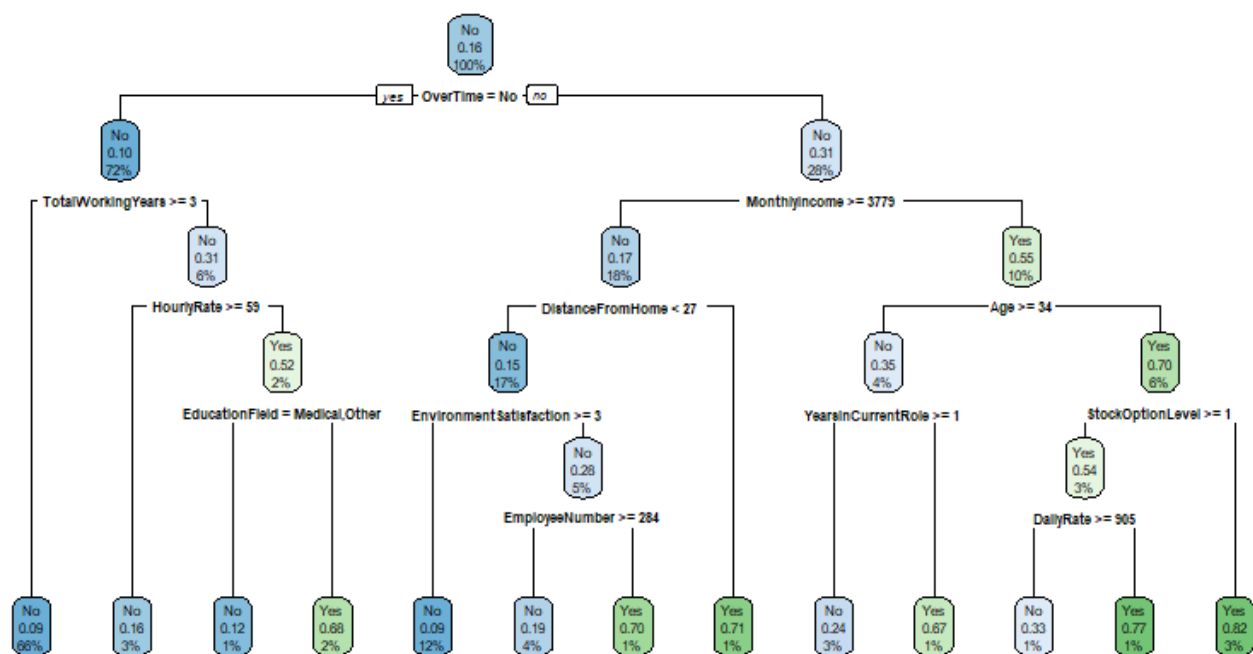 No
0.16
100%
yes OverTime = No no
No
0.10
72%
No
0.31
28%
TotalWorkingYears >= 3
MonthlyIncome >= 3779
No
0.31
6%
No
0.17
18%
Yes
0.55
10%
HourlyRate >= 59
DistanceFromHome < 27
Age >= 34
Yes
0.52
2%
No
0.15
17%
No
0.35
4%
Yes
0.70
6%
EducationField = Medical,Other
EnvironmentSatisfaction >= 3
YearsInCurrentRole >= 1
StockOptionLevel >= 1
No
0.28
5%
Yes
0.54
3%
EmployeeNumber >= 284
DailyRate >= 905
No
0.09
66%
No
0.16
3%
No
0.12
1%
Yes
0.68
2%
No
0.09
12%
No
0.19
4%
Yes
0.70
1%
Yes
0.71
1%
No
0.24
3%
Yes
0.67
1%
No
0.33
1%
Yes
0.77
1%
Yes
0.82
3%